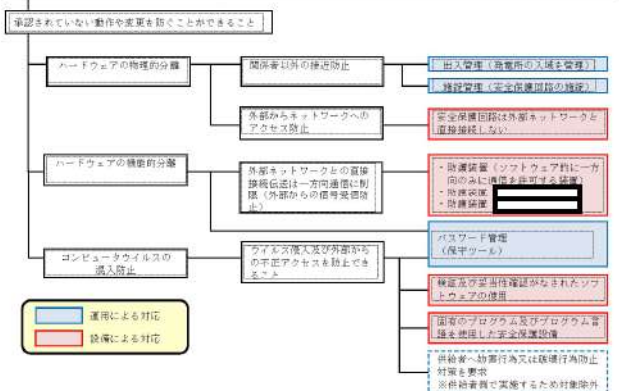 承認されていない動作や変更を防ぐことができること
ハードウェアの物理的分離
関係者以外の接近防止
出入管理（発電所の入域を管理）
施錠管理（安全保護回路の施錠）
外部からネットワークへの
アクセス防止
安全保護回路は外部ネットワークと
直接接続しない
ハードウェアの機能的分離
外部ネットワークとの直接
接続伝送は一方向通信に制
限（外部からの信号受信防
止）
・防護装置（ソフトウェア的に一方
向のみに通信を許可する装置）
・防護装置
・防護装置
パスワード管理
（保守ツール）
コンピュータウイルスの
混入防止
ウイルス侵入及び外部から
の不正アクセスを防止でき
ること
検証及び妥当性確認がなされたソフ
トウェアの使用
固有のプログラム及びプログラム言
語を使用した安全保護設備
供給者へ妨害行為又は破壊行為防止
対策を要求
※供給者側で実施するため対象除外
運用による対応
設備による対応